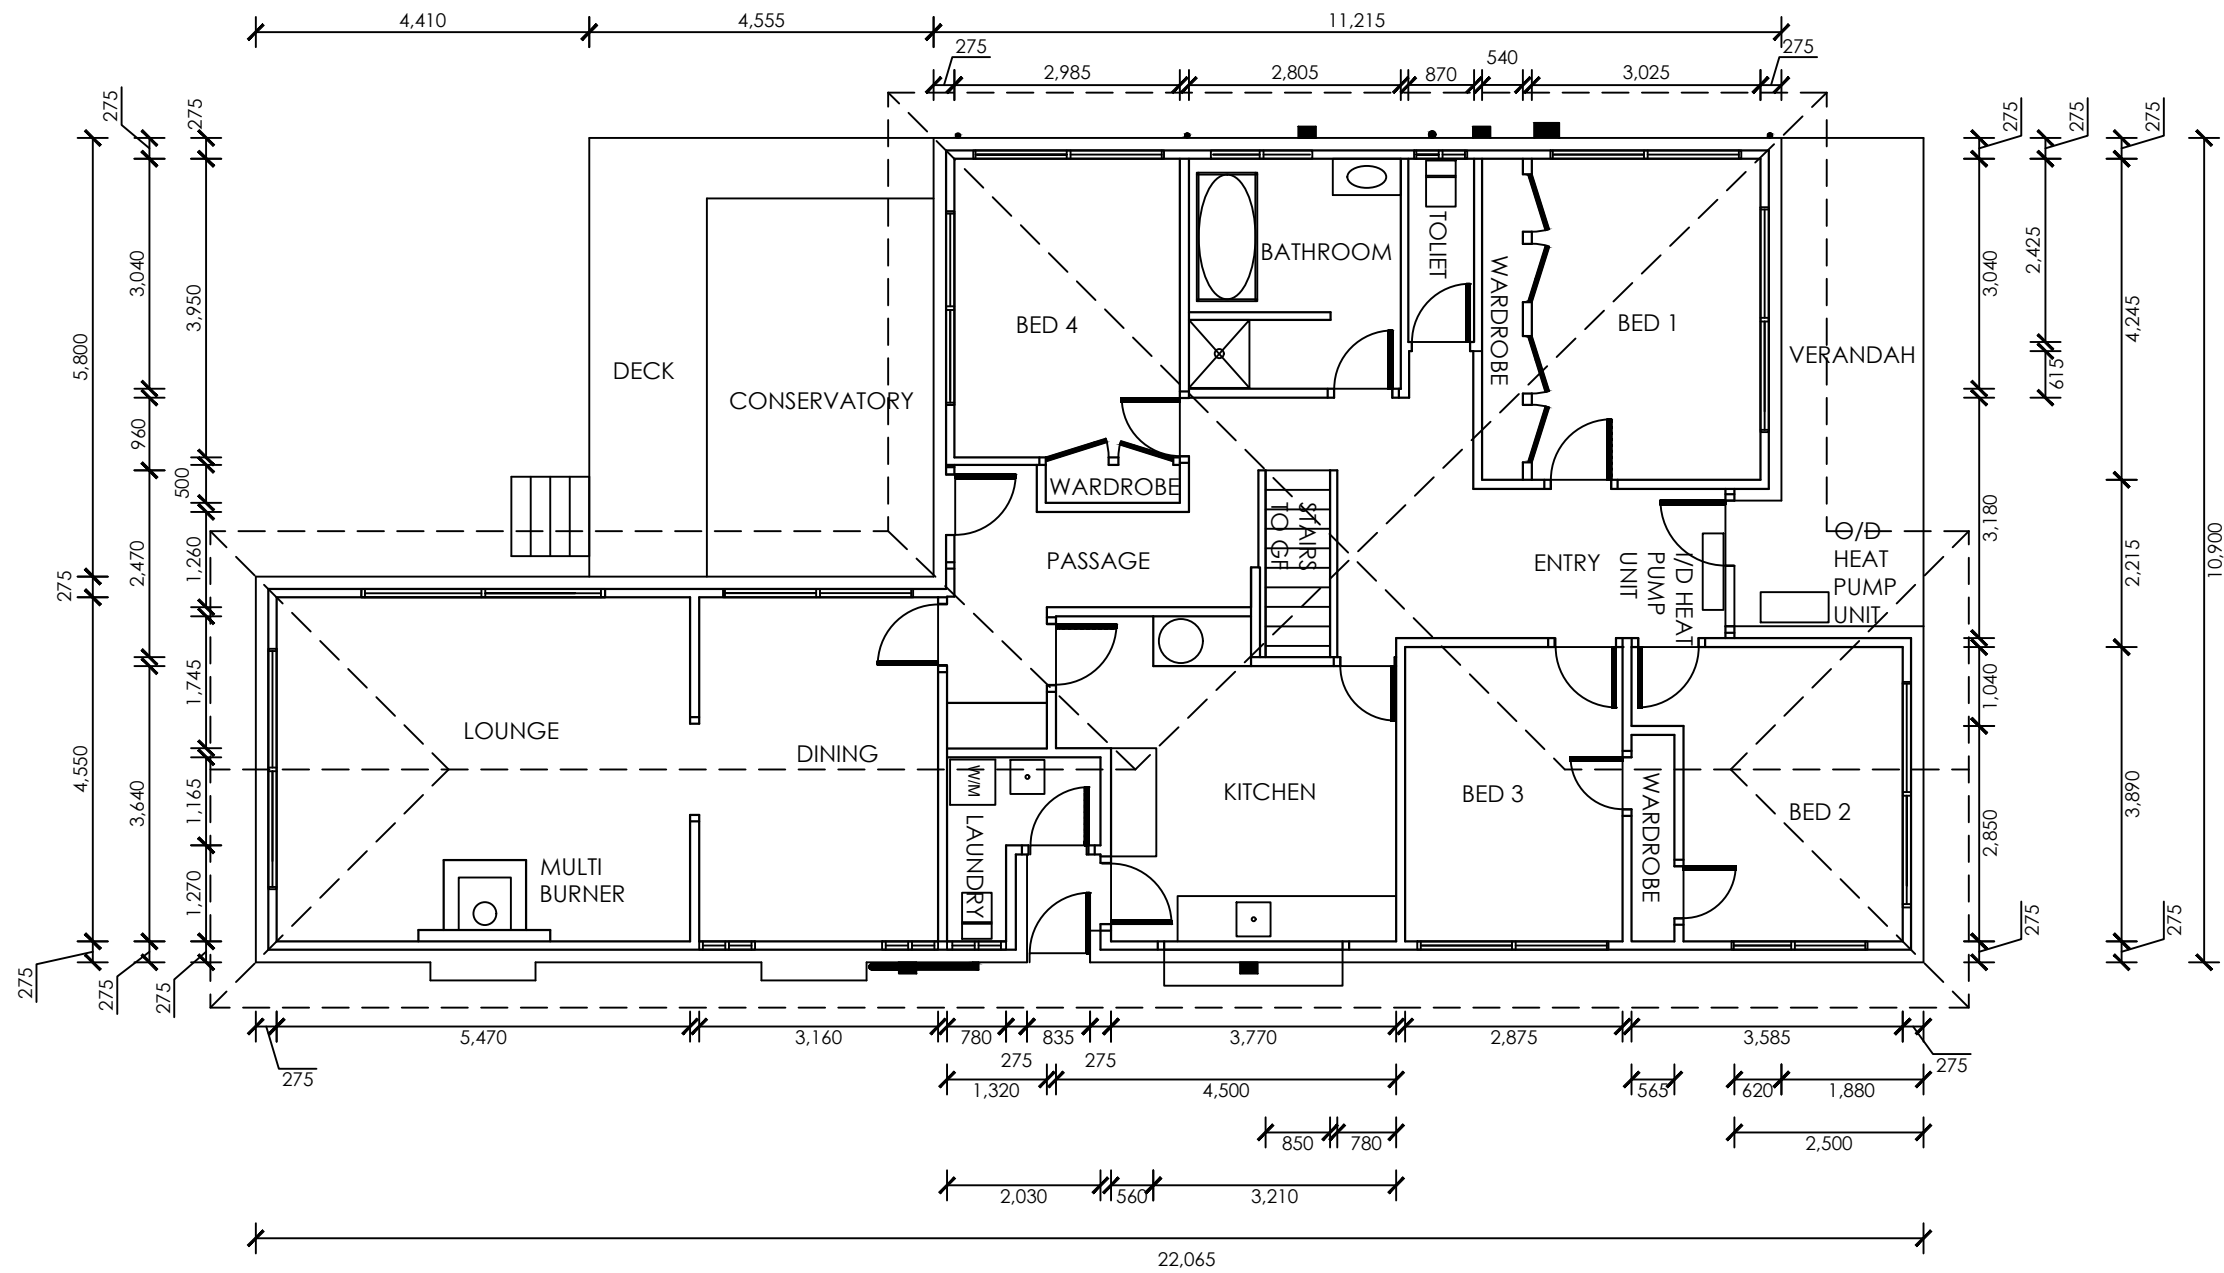 4,410
4,555
11,215
275
275
2,985
2,805
870
540
3,025
275
275
275
275
275
5,800
3,040
3,950
960
500
2,470
1,260
275
1,745
4,550
3,640
1,165
1,270
275
275
275
3,040
2,425
615
4,245
3,180
2,215
10,900
1,040
2,850
3,890
275
275
BED 4
BATHROOM
TOLIET
WARDROBE
BED 1
VERANDAH
DECK
CONSERVATORY
WARDROBE
PASSAGE
STAIRS
TO GF
ENTRY
I/D HEAT
PUMP
UNIT
O/D
HEAT
PUMP
UNIT
LOUNGE
DINING
MULTI
BURNER
W/M
LAUNDRY
KITCHEN
BED 3
WARDROBE
BED 2
5,470
3,160
780
835
3,770
2,875
3,585
275
275
275
275
1,320
4,500
565
620
1,880
850
780
2,500
2,030
560
3,210
22,065